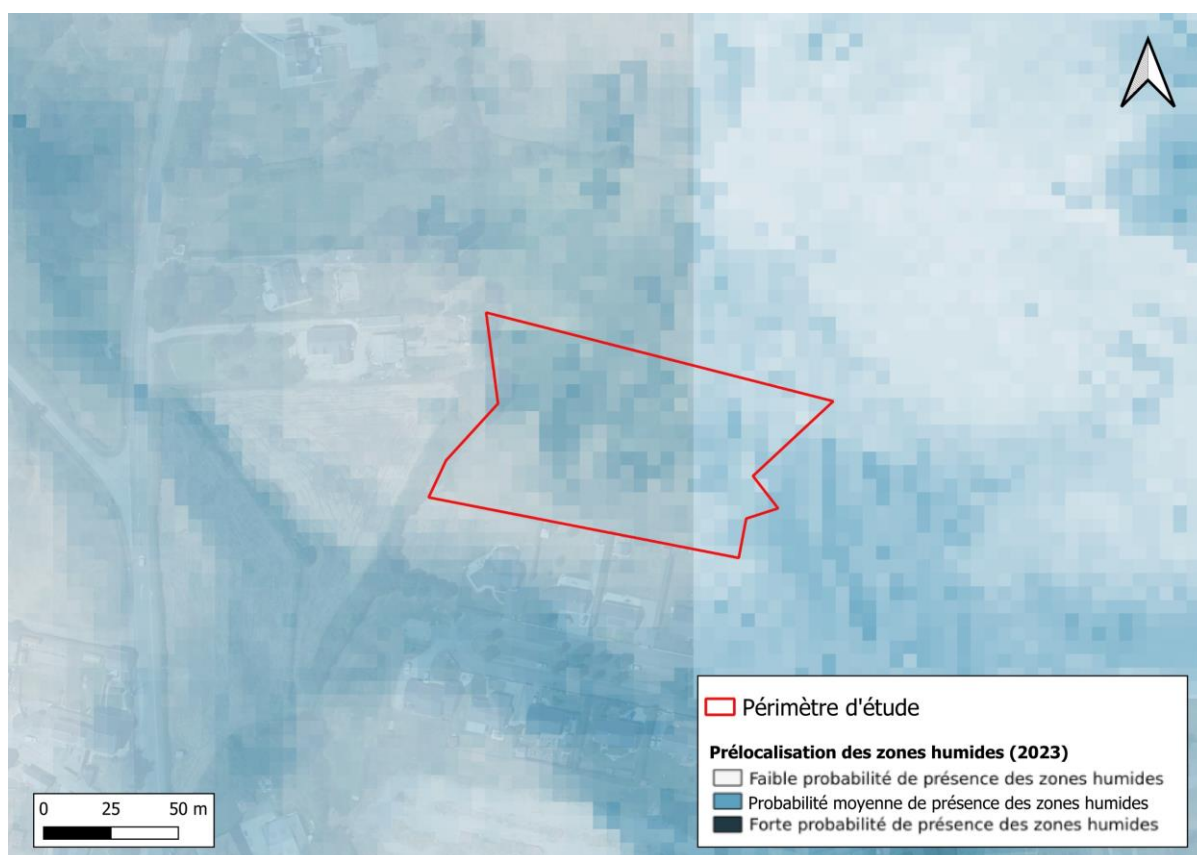 Périmètre d'étude
Prélocalisation des zones humides (2023)
Faible probabilité de présence des zones humides
Probabilité moyenne de présence des zones humides
Forte probabilité de présence des zones humides
0 25 50 m